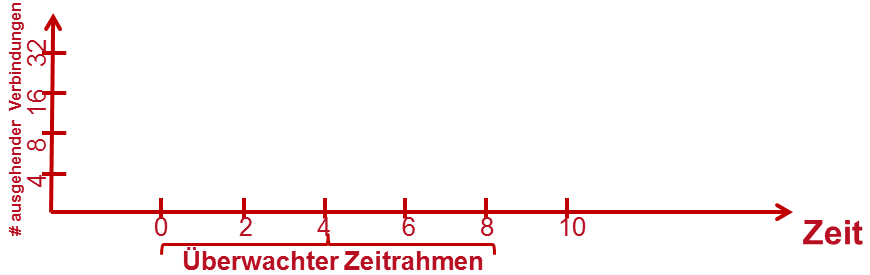 # ausgehender Verbindungen
32
16
8
4
0 2 4 6 8 10
Zeit
Überwachter Zeitrahmen